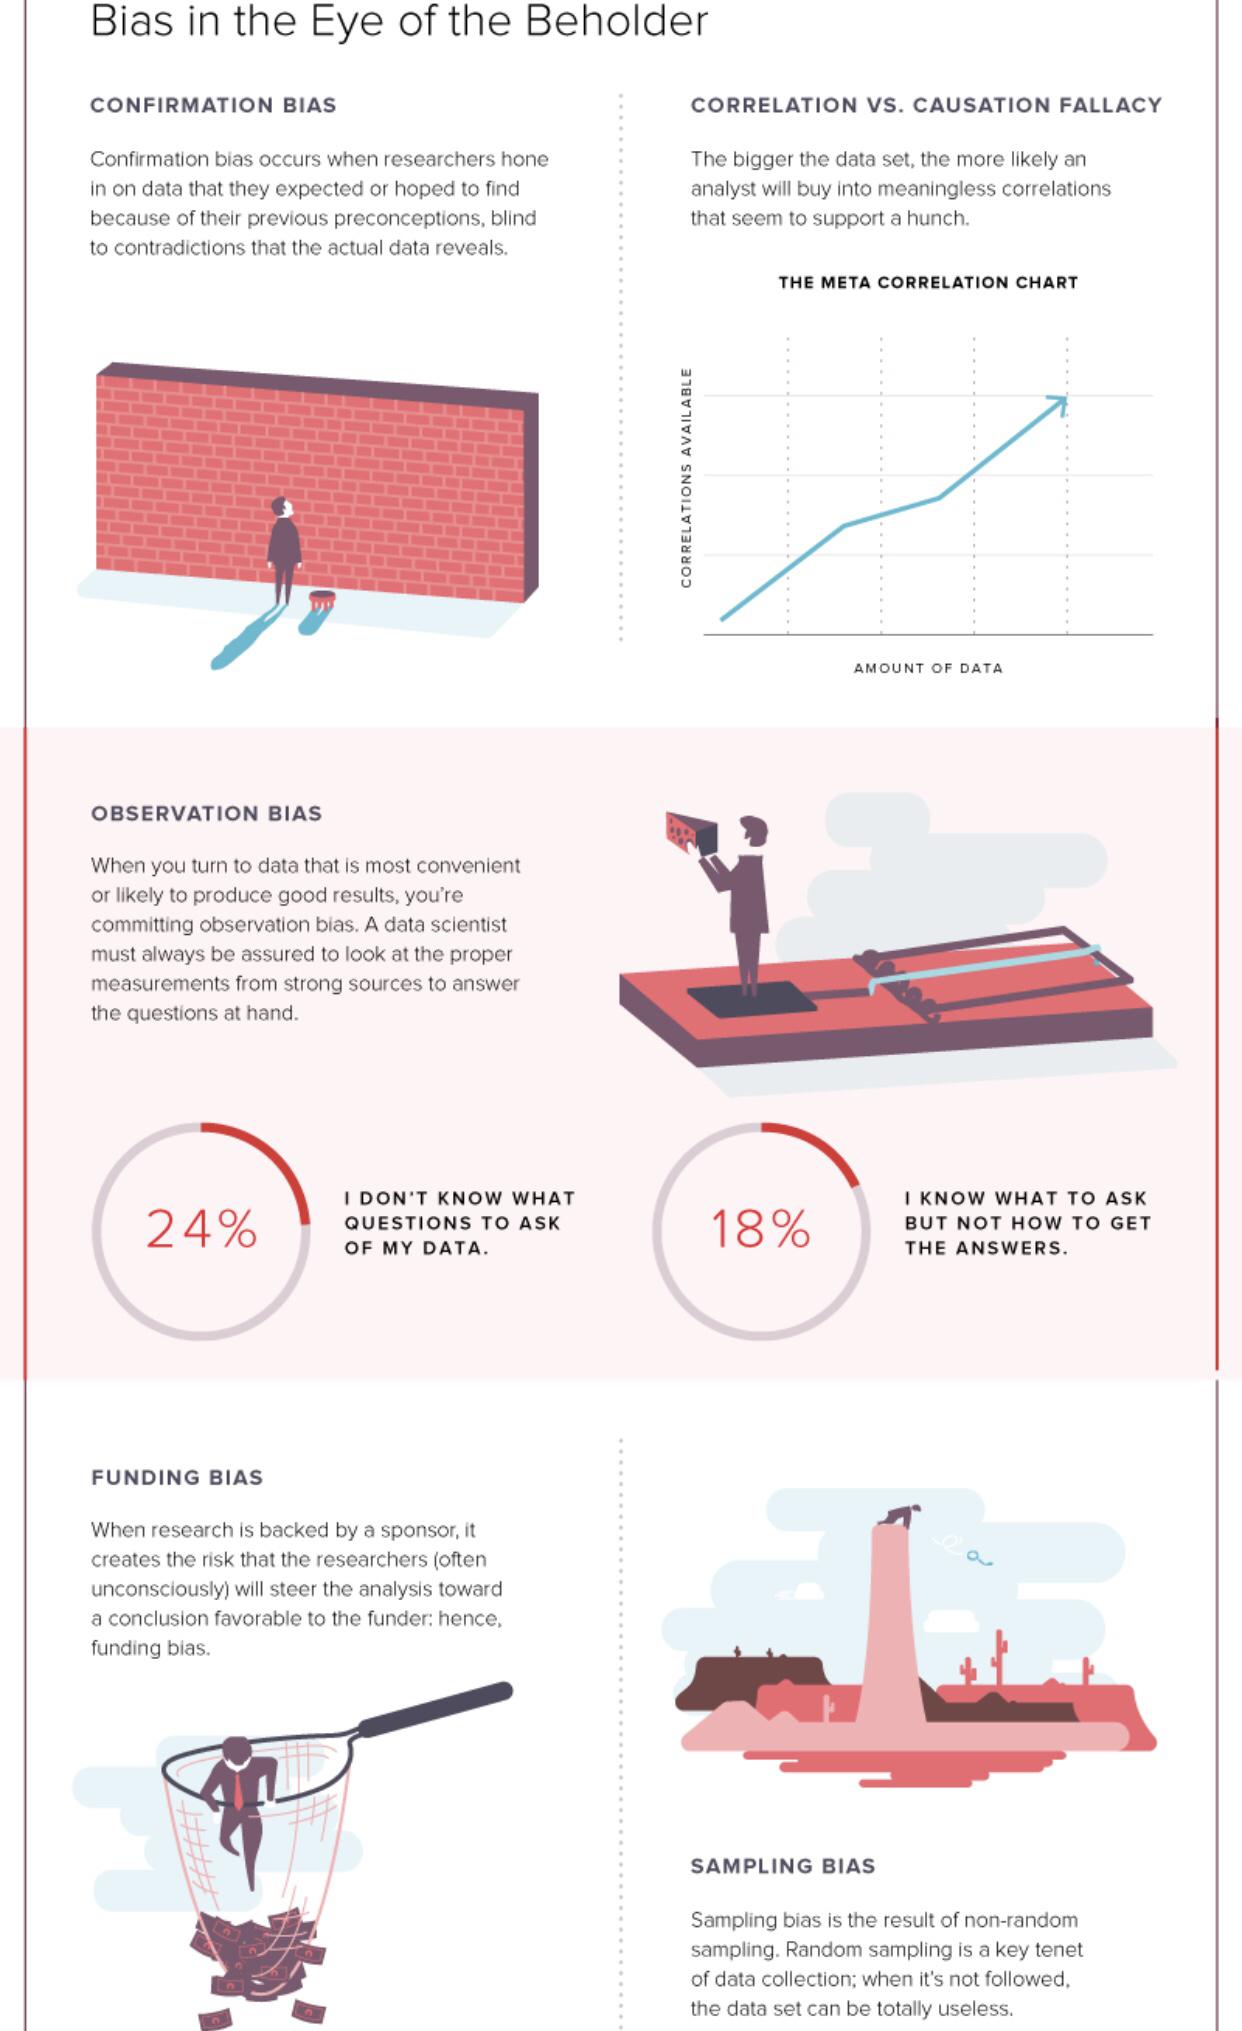 Bias in the Eye of the Beholder
CONFIRMATION BIAS
Confirmation bias occurs when researchers hone
in on data that they expected or hoped to find
because of their previous preconceptions, blind
to contradictions that the actual data reveals.
CORRELATION VS. CAUSATION FALLACY
The bigger the data set, the more likely an
analyst will buy into meaningless correlations
that seem to support a hunch.
THE META CORRELATION CHART
CORRELATIONS AVAILABLE
AMOUNT OF DATA
OBSERVATION BIAS
When you turn to data that is most convenient
or likely to produce good results, you're
committing observation bias. A data scientist
must always be assured to look at the proper
measurements from strong sources to answer
the questions at hand.
24%
I DON'T KNOW WHAT
QUESTIONS TO ASK
OF MY DATA.
18%
I KNOW WHAT TO ASK
BUT NOT HOW TO GET
THE ANSWERS.
FUNDING BIAS
When research is backed by a sponsor, it
creates the risk that the researchers (often
unconsciously) will steer the analysis toward
a conclusion favorable to the funder: hence,
funding bias.
SAMPLING BIAS
Sampling bias is the result of non-random
sampling. Random sampling is a key tenet
of data collection; when it's not followed,
the data set can be totally useless.